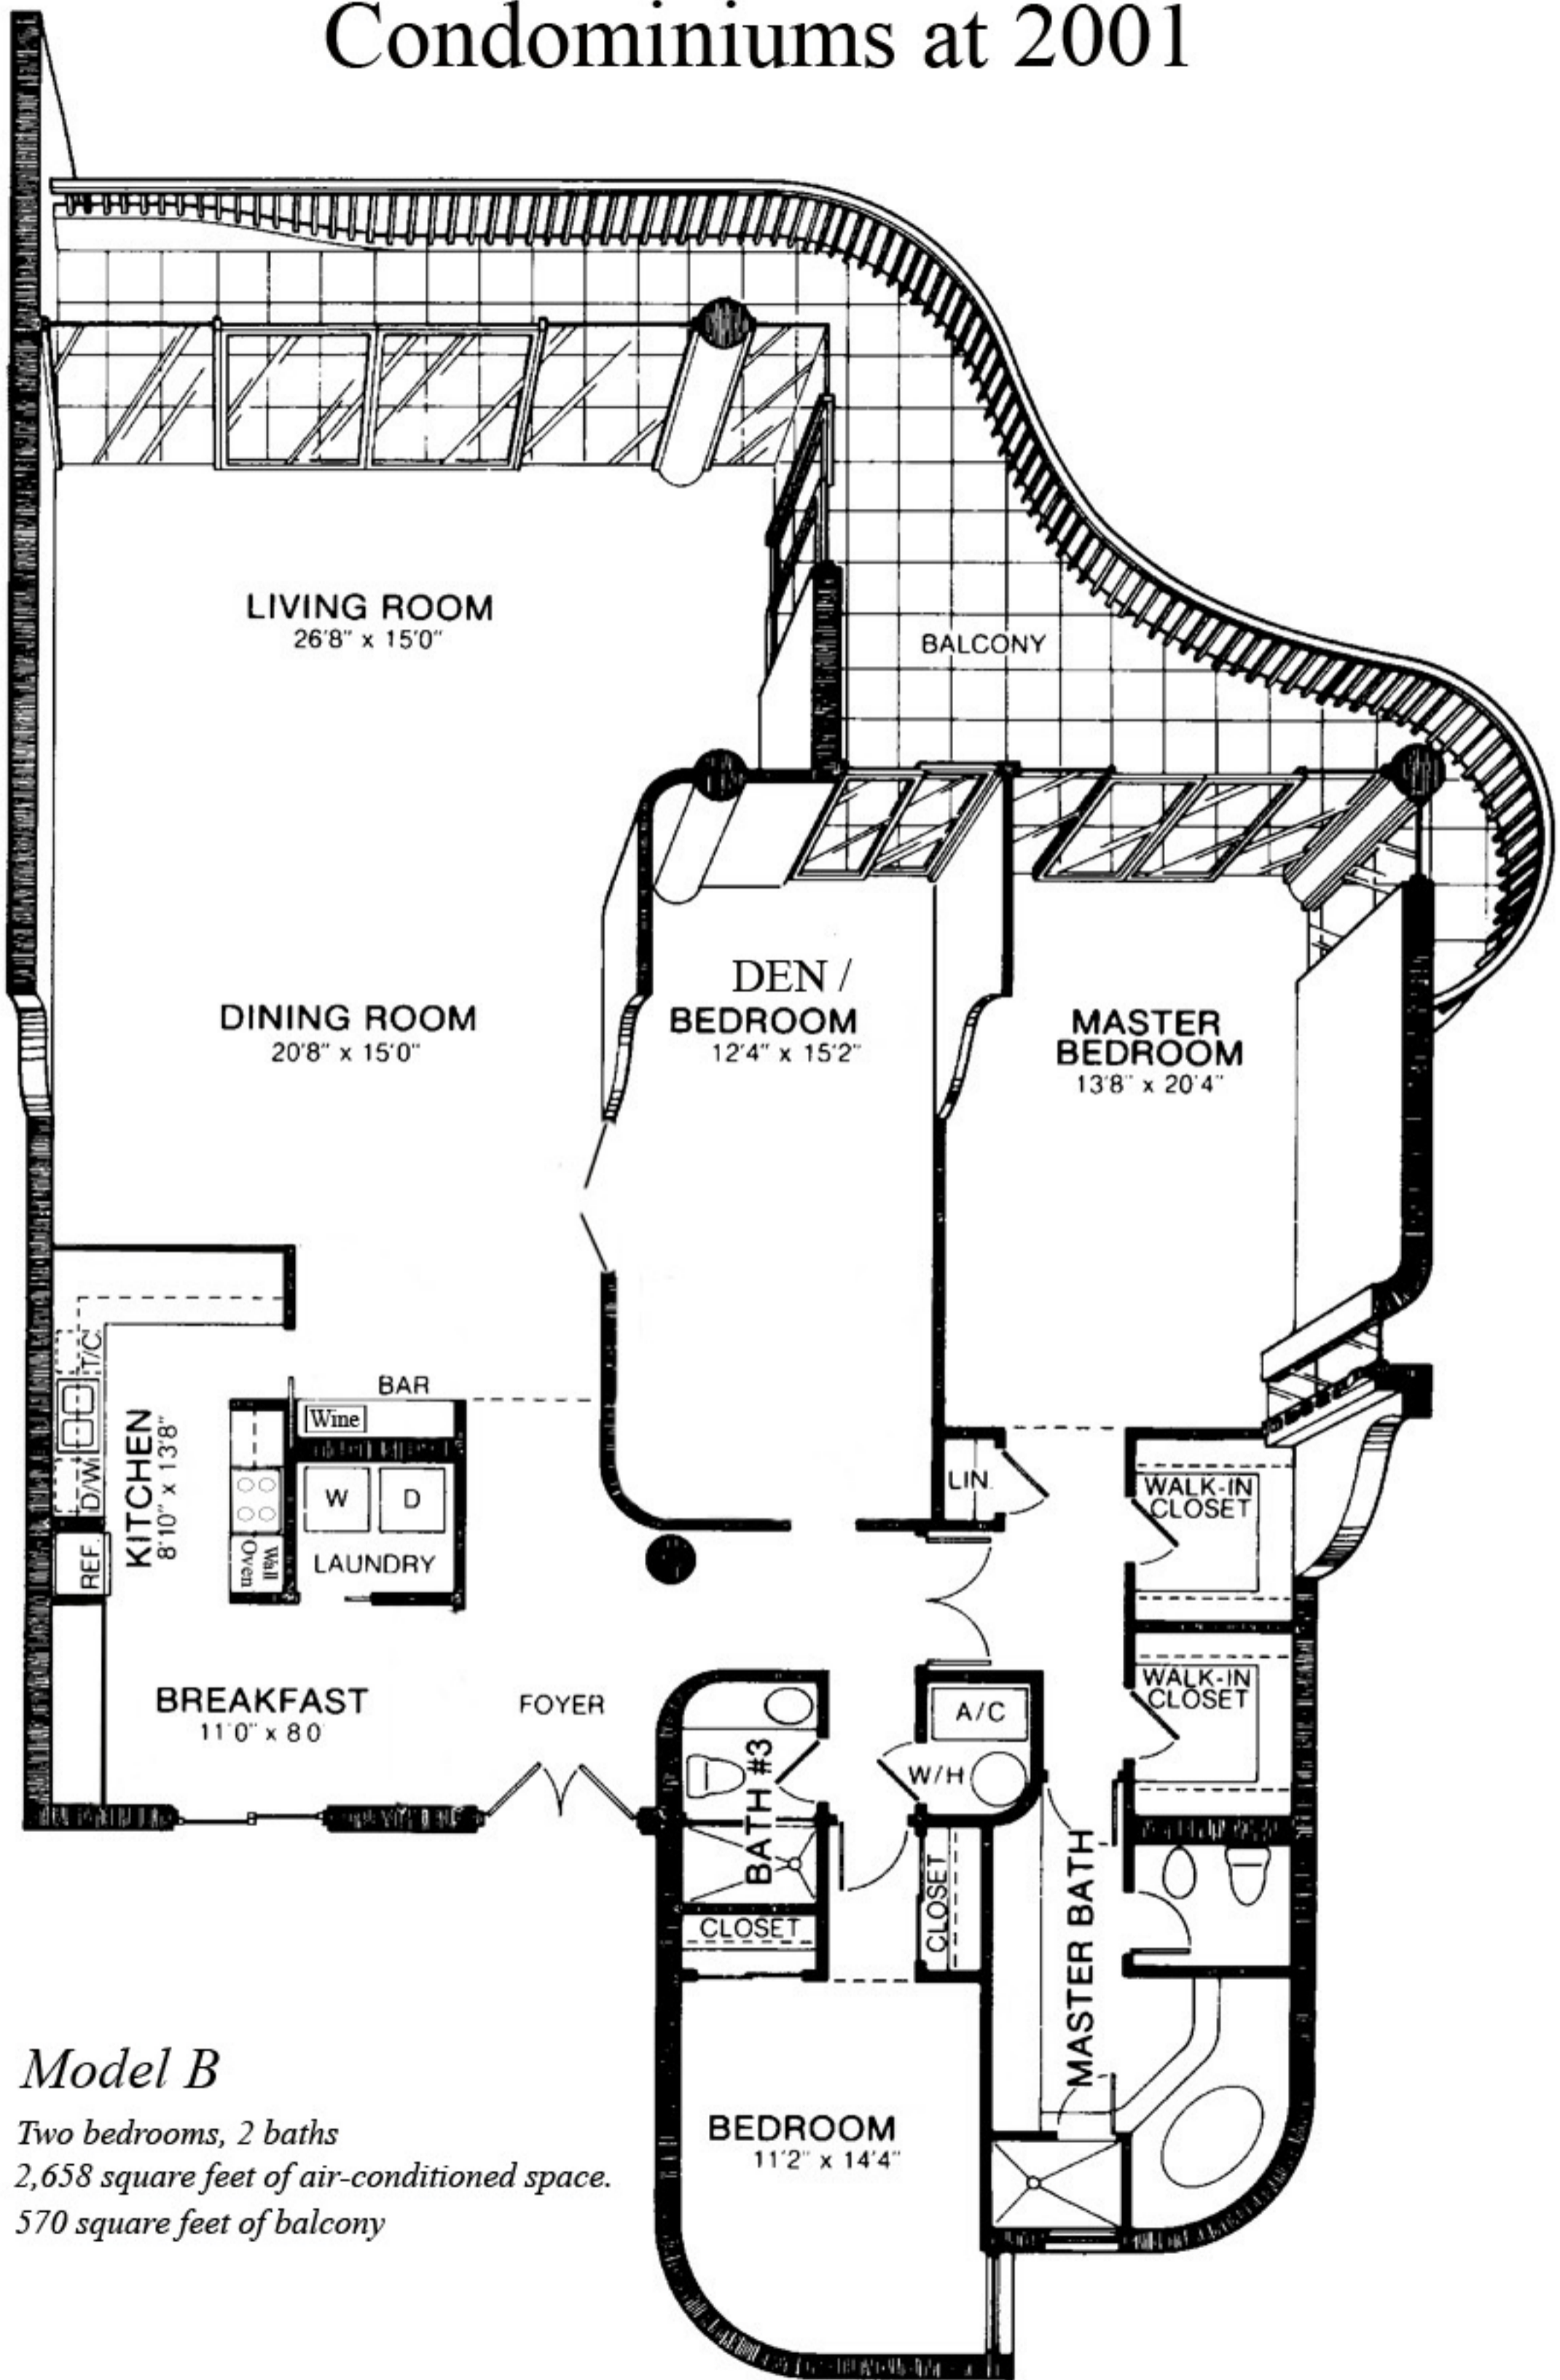 Condominiums at 2001
LIVING ROOM
26'8" x 15'0"
BALCONY
DINING ROOM
20'8" x 15'0"
DEN /
BEDROOM
12'4" x 15'2"
MASTER
BEDROOM
13'8" x 20'4"
T/C
D/W
KITCHEN
8'10" x 13'8"
REF.
BAR
Wine
W
D
LAUNDRY
Wall
Oven
LIN.
WALK-IN
CLOSET
WALK-IN
CLOSET
BREAKFAST
11'0" x 8'0
FOYER
BATH #3
A/C
W/H
CLOSET
CLOSET
MASTER BATH
BEDROOM
11'2" x 14'4"
Model B
Two bedrooms, 2 baths
2,658 square feet of air-conditioned space.
570 square feet of balcony